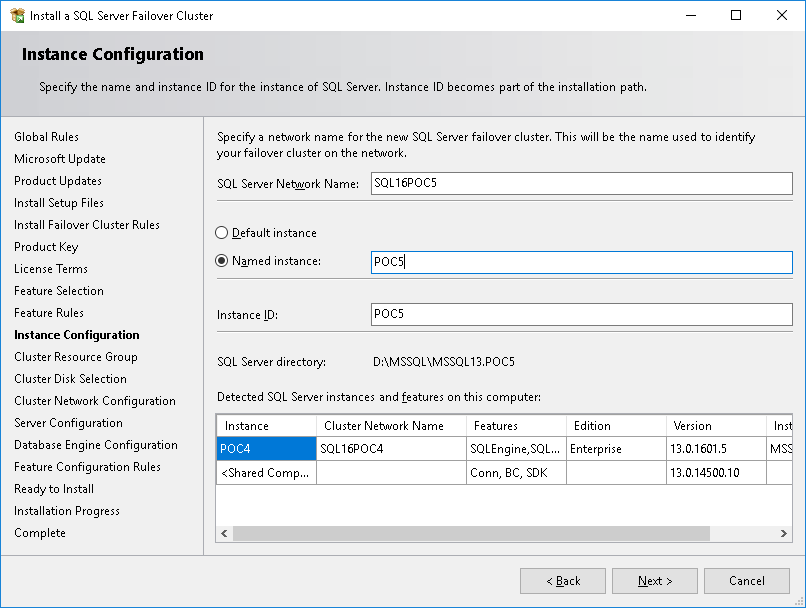 Install a SQL Server Failover Cluster
Instance Configuration
Specify the name and instance ID for the instance of SQL Server. Instance ID becomes part of the installation path.
Global Rules
Microsoft Update
Product Updates
Install Setup Files
Install Failover Cluster Rules
Product Key
License Terms
Feature Selection
Feature Rules
Instance Configuration
Cluster Resource Group
Cluster Disk Selection
Cluster Network Configuration
Server Configuration
Database Engine Configuration
Feature Configuration Rules
Ready to Install
Installation Progress
Complete
Specify a network name for the new SQL Server failover cluster. This will be the name used to identify
your failover cluster on the network.
SQL Server Network Name: SQL16POC5
Default instance
Named instance: POC5
Instance ID: POC5
SQL Server directory: D:\MSSQL\MSSQL13.POC5
Detected SQL Server instances and features on this computer:
Instance Cluster Network Name Features Edition Version Inst
POC4 SQL16POC4 SQLEngine,SQL... Enterprise 13.0.1601.5 MSS
<Shared Comp... Conn, BC, SDK 13.0.14500.10
< Back Next > Cancel